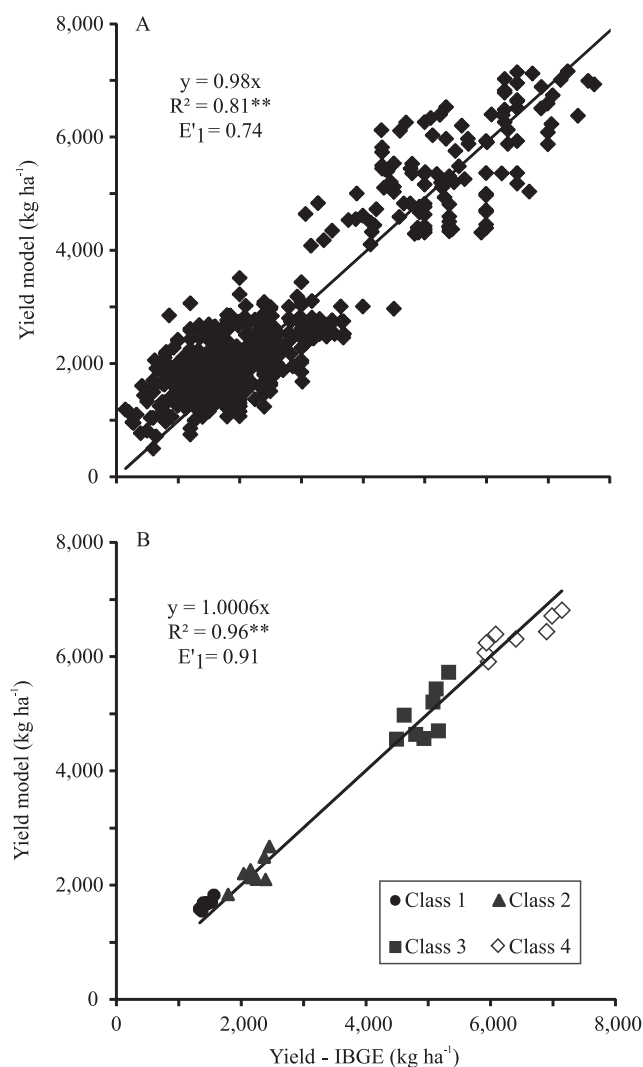 8,000
A
y = 0.98x
R² = 0.81**
E'₁ = 0.74
6,000
4,000
2,000
0
Yield model (kg ha⁻¹)
8,000
B
y = 1.0006x
R² = 0.96**
E'₁ = 0.91
6,000
4,000
2,000
0
Yield model (kg ha⁻¹)
Class 1 Class 2
Class 3 Class 4
0 2,000 4,000 6,000 8,000
Yield - IBGE (kg ha⁻¹)